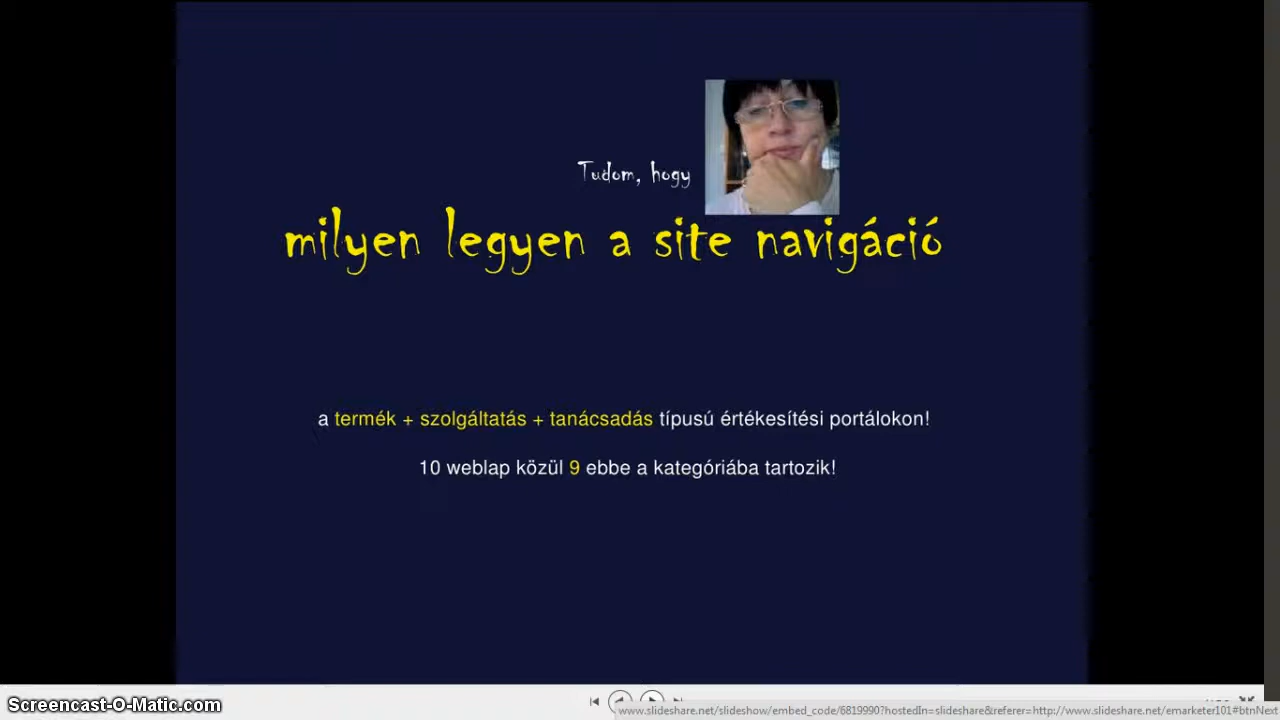 Tudom, hogy
milyen legyen a site navigáció
a termék + szolgáltatás + tanácsadás típusú értékesítési portálokon!
10 weblap közül 9 ebbe a kategóriába tartozik!
Screencast-O-Matic.com
www.slideshare.net/slideshow/embed_code/6819990?hostedIn=slideshare&referer=http://www.slideshare.net/emarketer101#btnNext